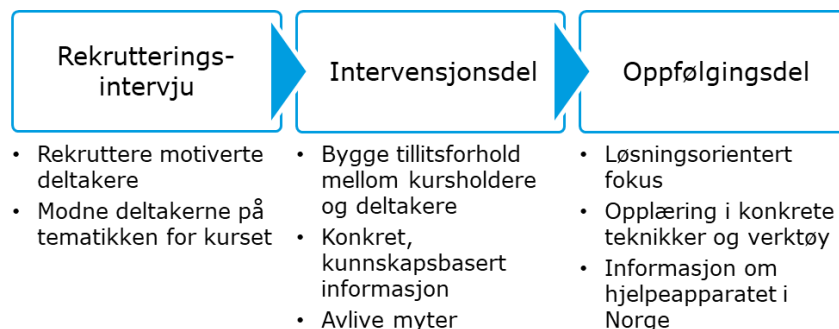 Rekrutterings-
intervju
Intervensjonsdel
Oppfølgingsdel
• Rekruttere motiverte
deltakere
• Modne deltakerne på
tematikken for kurset
• Bygge tillitsforhold
mellom kursholdere
og deltakere
• Konkret,
kunnskapsbasert
informasjon
• Avlive myter
• Løsningsorientert
fokus
• Opplæring i konkrete
teknikker og verktøy
• Informasjon om
hjelpeapparatet i
Norge